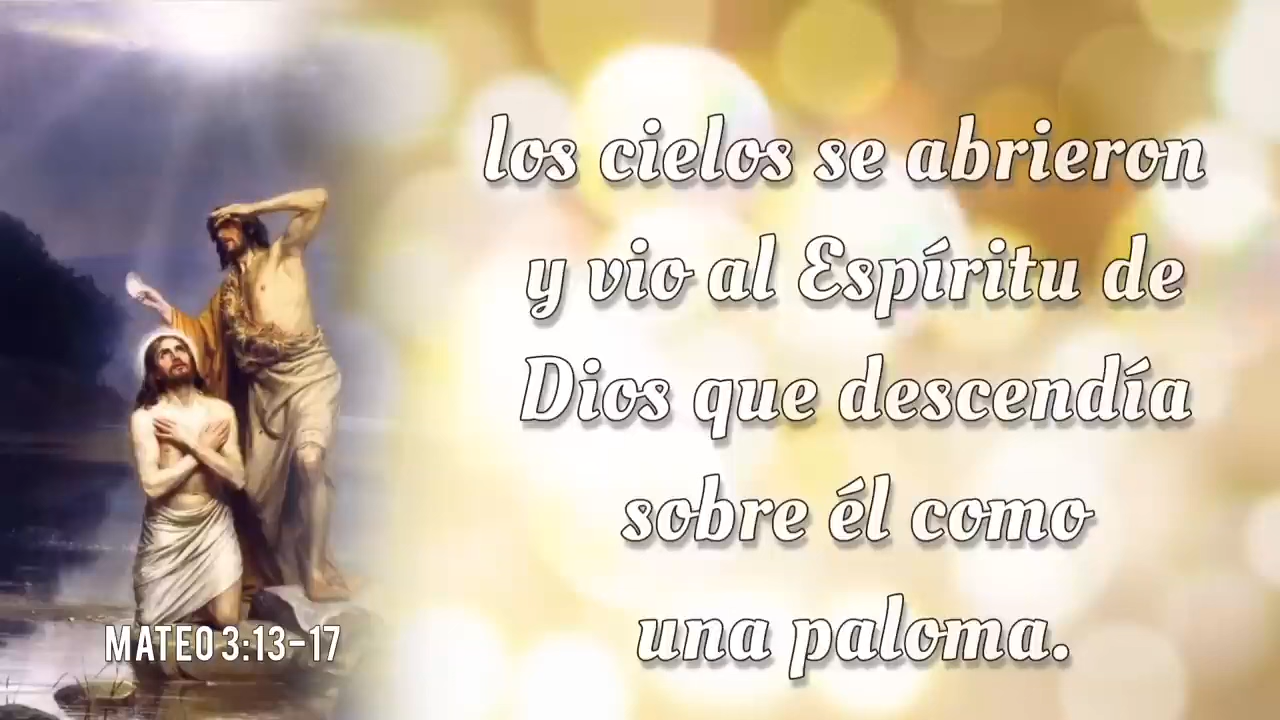 los cielos se abrieron
y vio al Espíritu de
Dios que descendía
sobre él como
una paloma.
MATEO 3:13-17